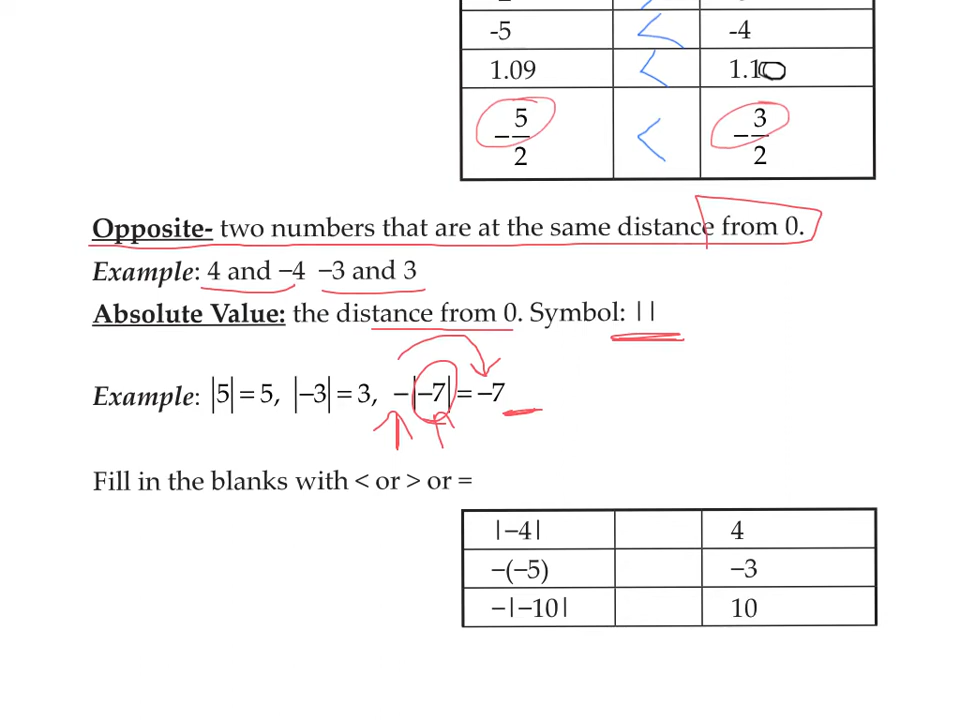 -5 < -4
1.09 < 1.10
−5/2 < −3/2
Opposite- two numbers that are at the same distance from 0.
Example: 4 and −4 −3 and 3
Absolute Value: the distance from 0. Symbol: ||
Example: |5| = 5, |−3| = 3, −|−7| = −7
Fill in the blanks with < or > or =
|−4| 4
−(−5) −3
−|−10| 10